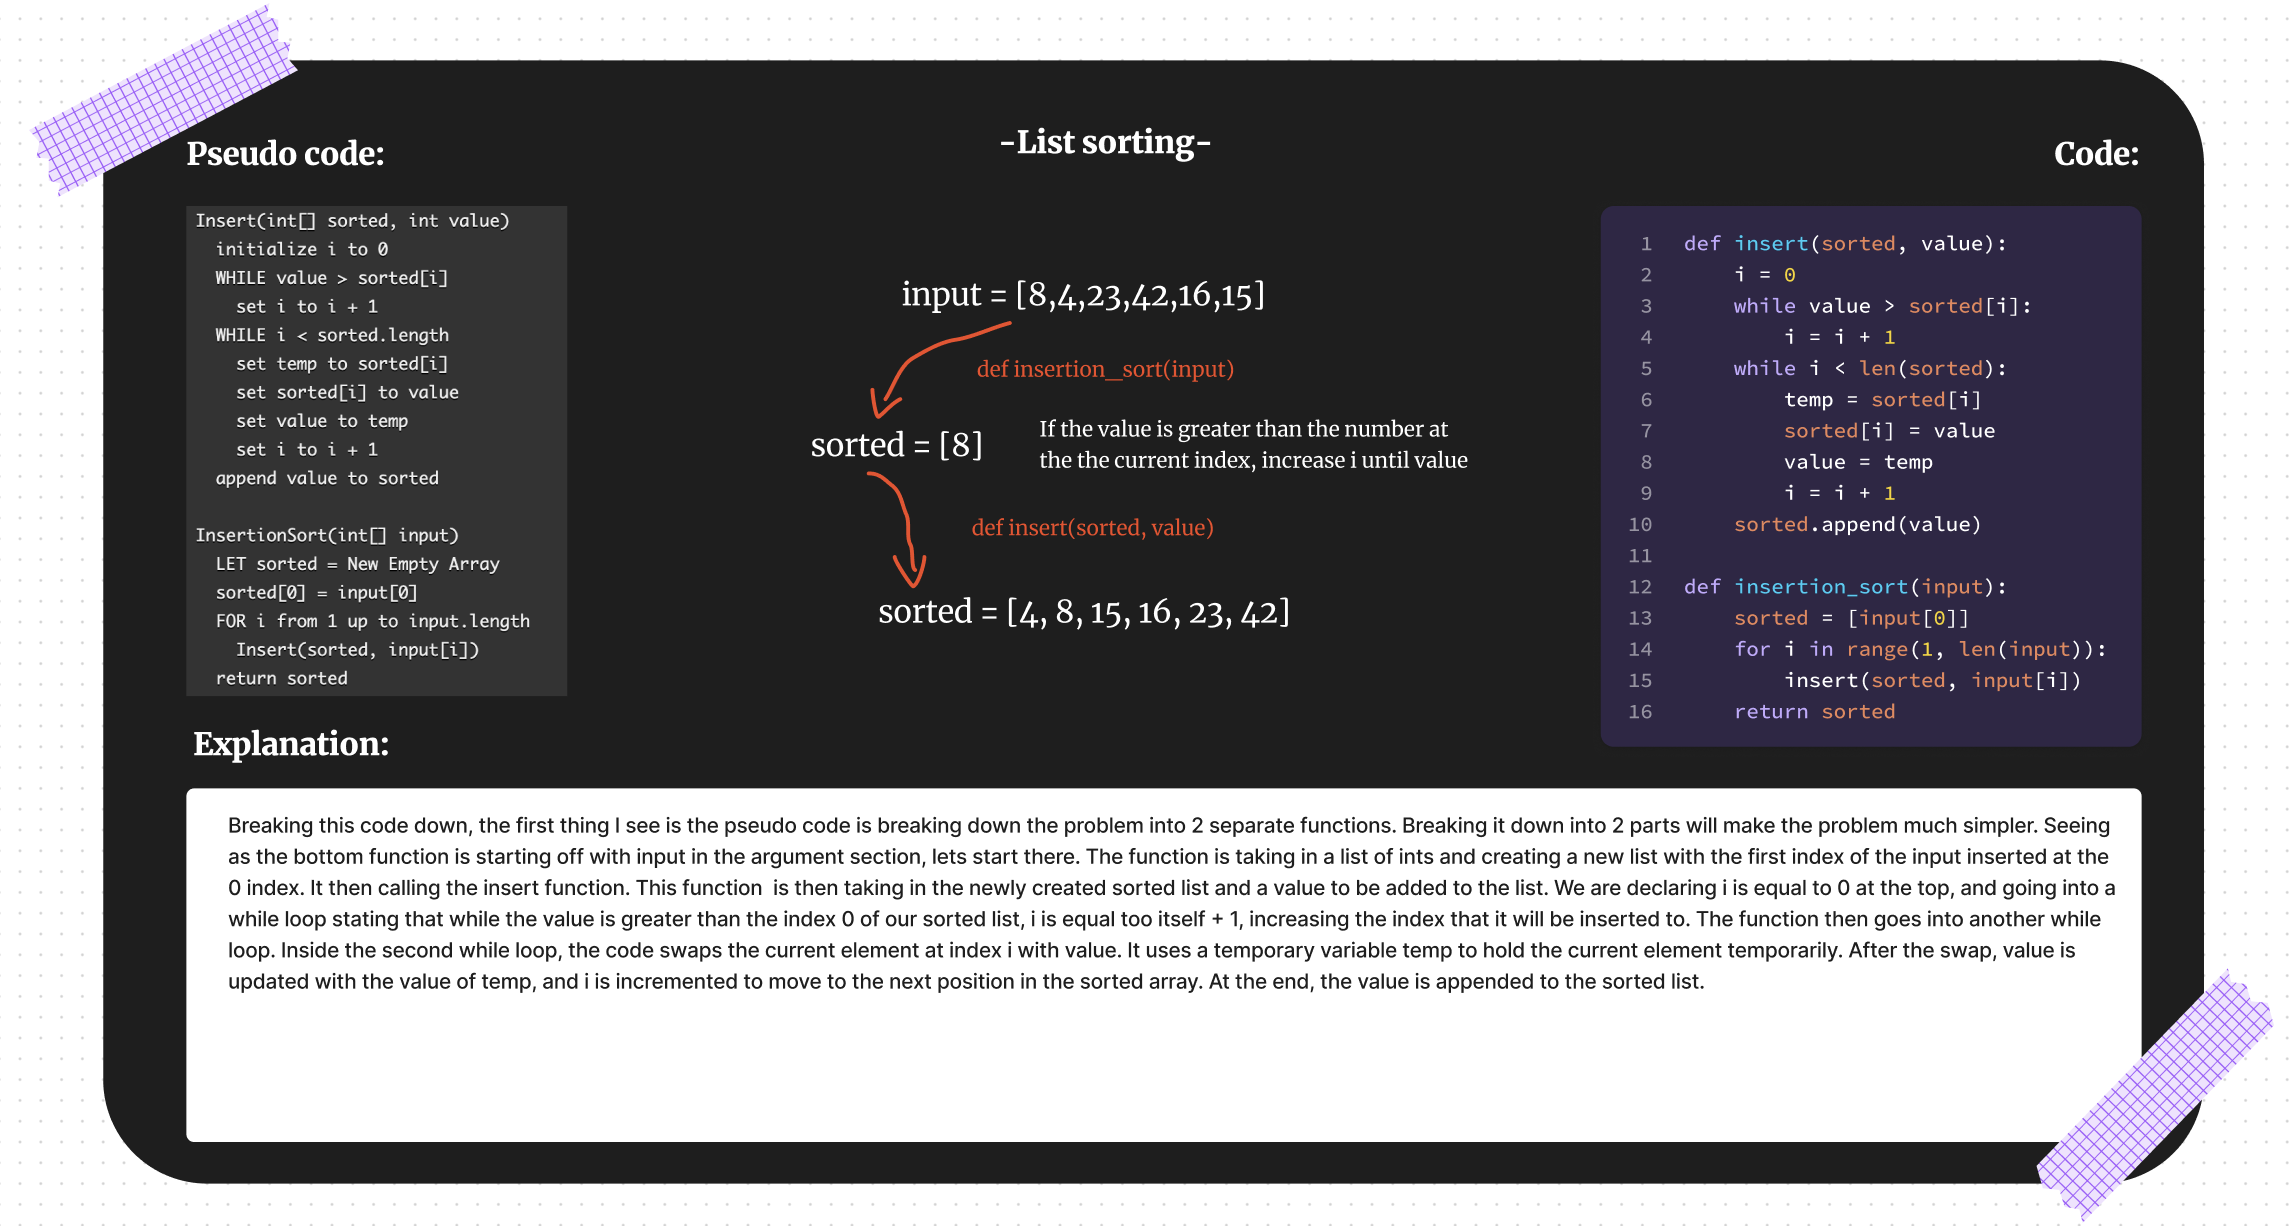 -List sorting-
Pseudo code:
Insert(int[] sorted, int value)
  initialize i to 0
  WHILE value > sorted[i]
    set i to i + 1
  WHILE i < sorted.length
    set temp to sorted[i]
    set sorted[i] to value
    set value to temp
    set i to i + 1
  append value to sorted
InsertionSort(int[] input)
  LET sorted = New Empty Array
  sorted[0] = input[0]
  FOR i from 1 up to input.length
    Insert(sorted, input[i])
  return sorted
input = [8,4,23,42,16,15]
def insertion_sort(input)
sorted = [8]
If the value is greater than the number at
the the current index, increase i until value
def insert(sorted, value)
sorted = [4, 8, 15, 16, 23, 42]
Code:
1 def insert(sorted, value):
2     i = 0
3     while value > sorted[i]:
4         i = i + 1
5     while i < len(sorted):
6         temp = sorted[i]
7         sorted[i] = value
8         value = temp
9         i = i + 1
10     sorted.append(value)
11
12 def insertion_sort(input):
13     sorted = [input[0]]
14     for i in range(1, len(input)):
15         insert(sorted, input[i])
16     return sorted
Explanation:
Breaking this code down, the first thing I see is the pseudo code is breaking down the problem into 2 separate functions. Breaking it down into 2 parts will make the problem much simpler. Seeing
as the bottom function is starting off with input in the argument section, lets start there. The function is taking in a list of ints and creating a new list with the first index of the input inserted at the
0 index. It then calling the insert function. This function  is then taking in the newly created sorted list and a value to be added to the list. We are declaring i is equal to 0 at the top, and going into a
while loop stating that while the value is greater than the index 0 of our sorted list, i is equal too itself + 1, increasing the index that it will be inserted to. The function then goes into another while
loop. Inside the second while loop, the code swaps the current element at index i with value. It uses a temporary variable temp to hold the current element temporarily. After the swap, value is
updated with the value of temp, and i is incremented to move to the next position in the sorted array. At the end, the value is appended to the sorted list.